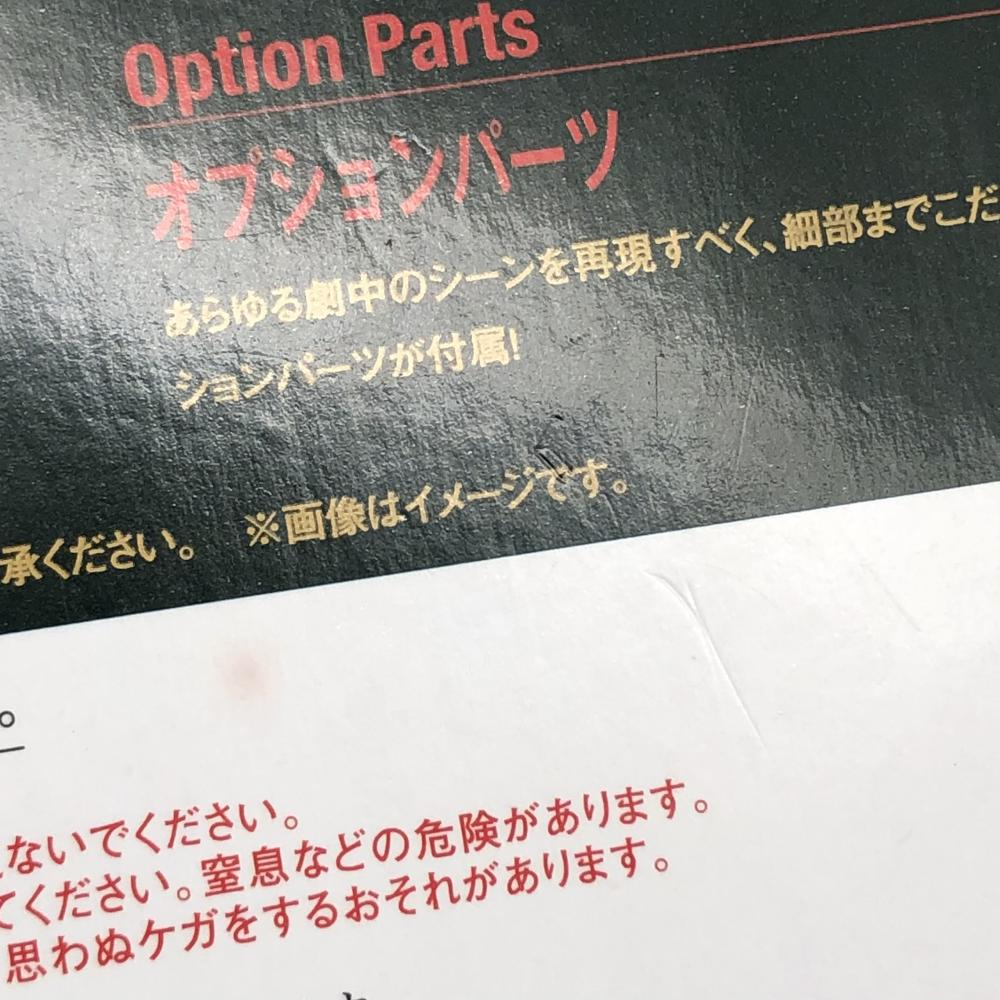 Option Parts
オプションパーツ
あらゆる劇中のシーンを再現すべく、細部までこだ
ションパーツが付属!
承ください。 ※画像はイメージです。
。
ないでください。
てください。窒息などの危険があります。
思わぬケガをするおそれがあります。